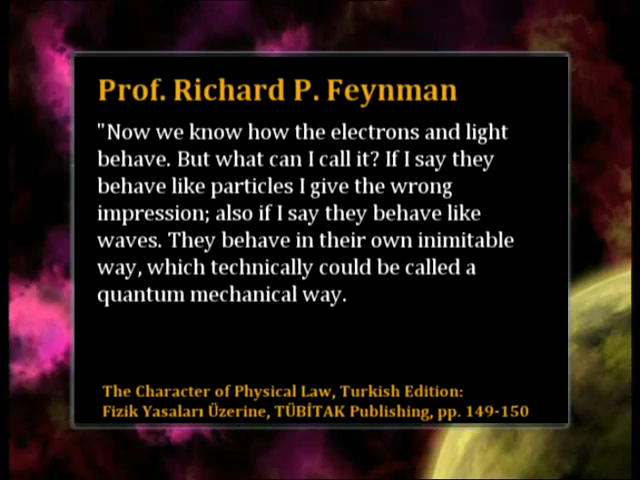 Prof. Richard P. Feynman
"Now we know how the electrons and light
behave. But what can I call it? If I say they
behave like particles I give the wrong
impression; also if I say they behave like
waves. They behave in their own inimitable
way, which technically could be called a
quantum mechanical way.
The Character of Physical Law, Turkish Edition:
Fizik Yasaları Üzerine, TÜBİTAK Publishing, pp. 149-150